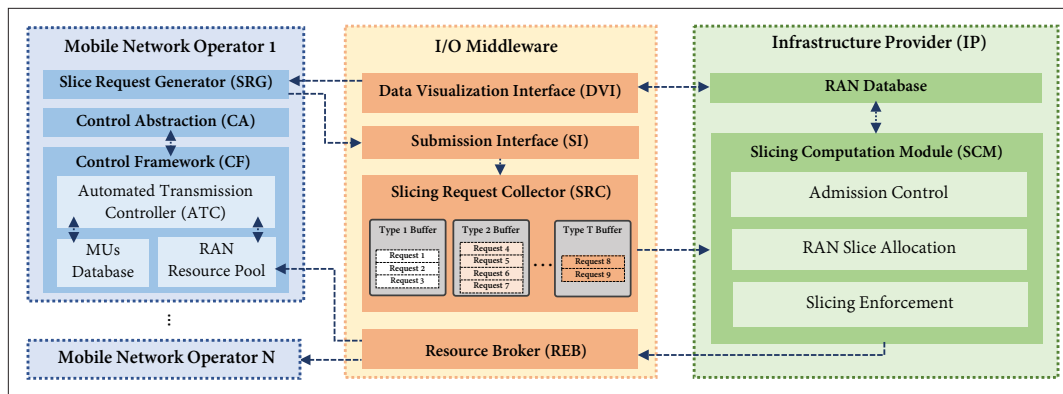 Mobile Network Operator 1
Slice Request Generator (SRG)
Control Abstraction (CA)
Control Framework (CF)
Automated Transmission
Controller (ATC)
MUs
Database
RAN
Resource Pool
...
Mobile Network Operator N
I/O Middleware
Data Visualization Interface (DVI)
Submission Interface (SI)
Slicing Request Collector (SRC)
Type 1 Buffer
Request 1
Request 2
Request 3
Type 2 Buffer
Request 4
Request 5
Request 6
Request 7
...
Type T Buffer
Request 8
Request 9
Resource Broker (REB)
Infrastructure Provider (IP)
RAN Database
Slicing Computation Module (SCM)
Admission Control
RAN Slice Allocation
Slicing Enforcement